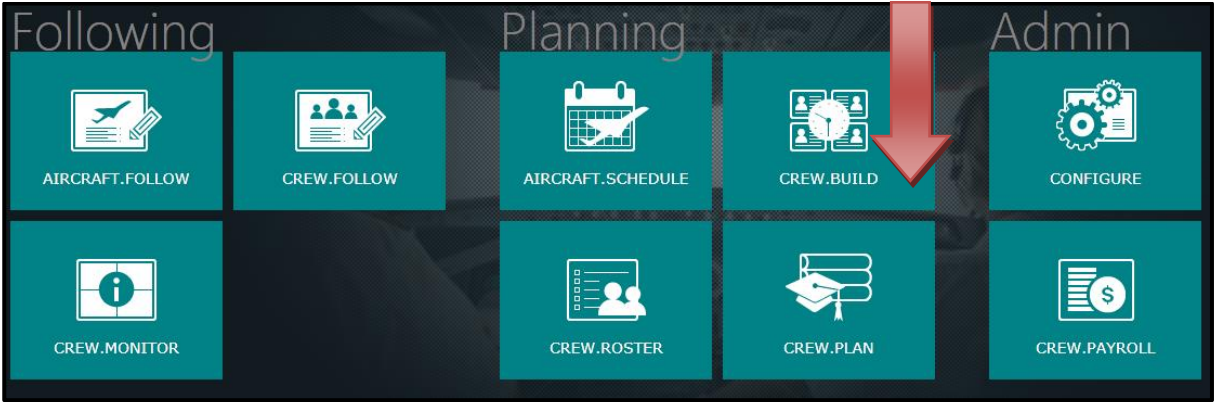 Following
Planning
Admin
AIRCRAFT.FOLLOW
CREW.FOLLOW
AIRCRAFT.SCHEDULE
CREW.BUILD
CONFIGURE
CREW.MONITOR
CREW.ROSTER
CREW.PLAN
$
CREW.PAYROLL